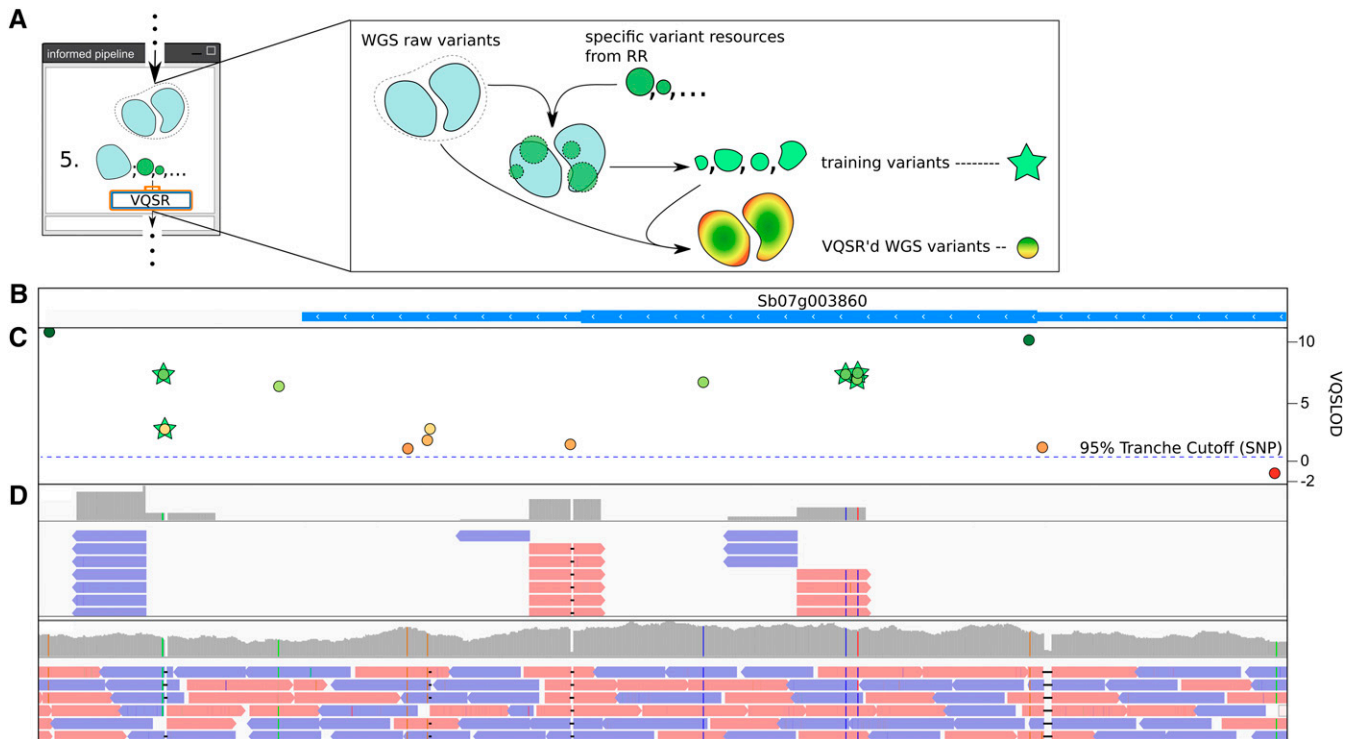 A
informed pipeline
5.
; , ,...
VQSR
WGS raw variants
specific variant resources
from RR
, ,...
, , ,
training variants
VQSR'd WGS variants
B
Sb07g003860
C
10
5
0
-2
VQSLOD
95% Tranche Cutoff (SNP)
D